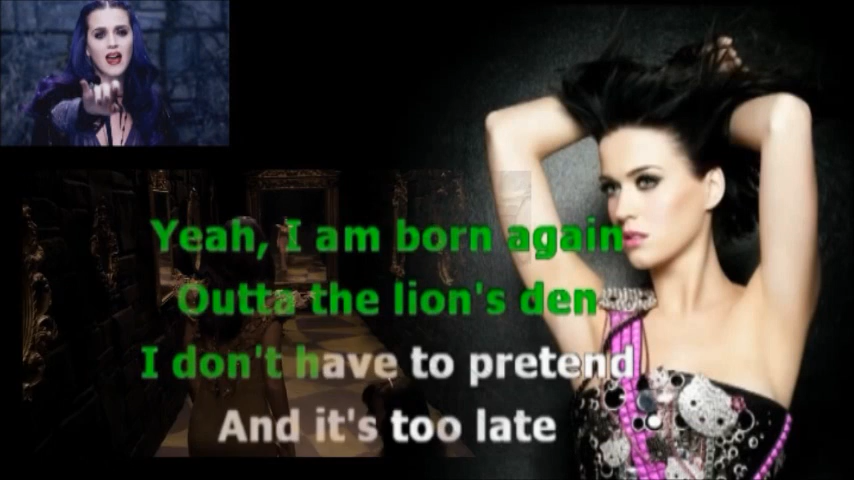 Yeah, I am born again
Outta the lion's den
I don't have to pretend
And it's too late